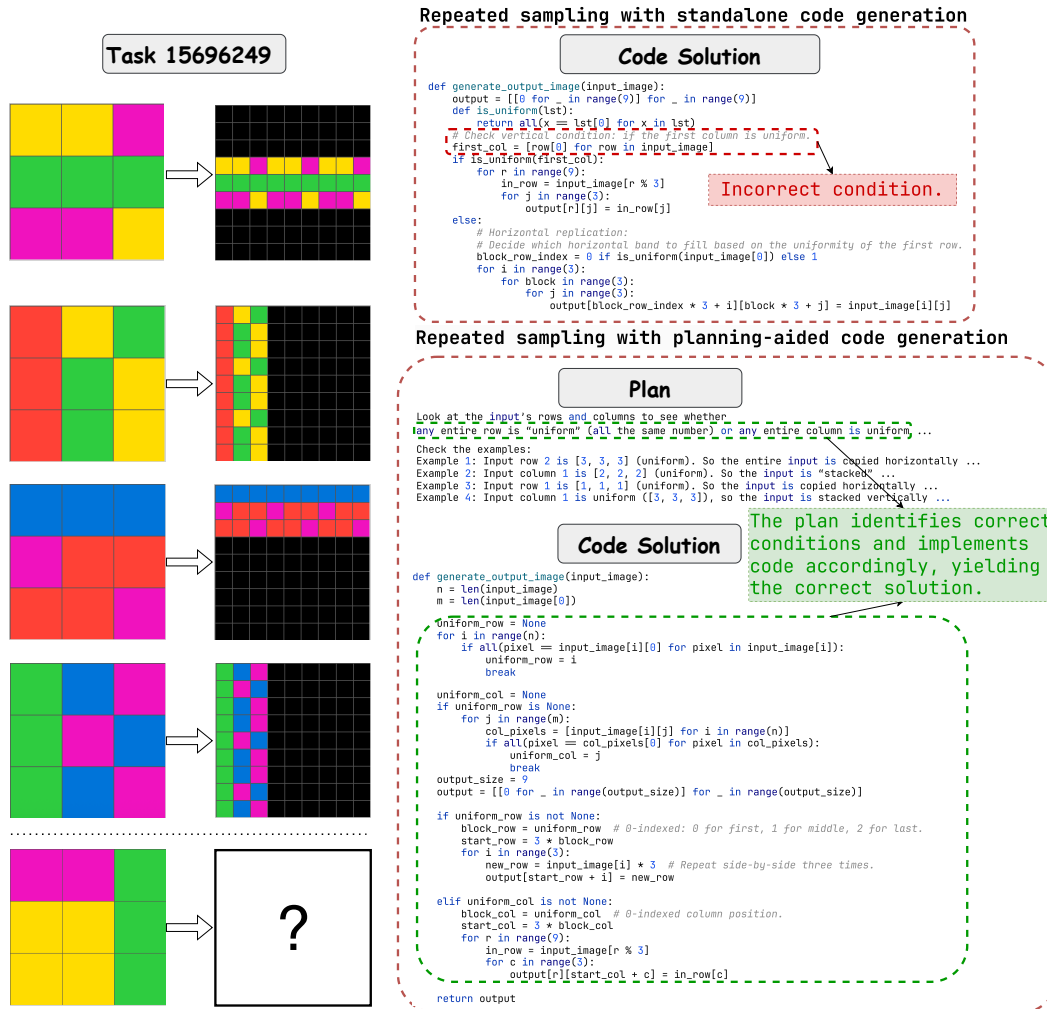 Task 15696249
?
Repeated sampling with standalone code generation
Code Solution
def generate_output_image(input_image):
    output = [[0 for _ in range(9)] for _ in range(9)]
    def is_uniform(lst):
        return all(x == lst[0] for x in lst)
    # Check vertical condition: if the first column is uniform.
    first_col = [row[0] for row in input_image]
    if is_uniform(first_col):
        for r in range(9):
            in_row = input_image[r % 3]
            for j in range(3):
                output[r][j] = in_row[j]
    else:
        # Horizontal replication:
        # Decide which horizontal band to fill based on the uniformity of the first row.
        block_row_index = 0 if is_uniform(input_image[0]) else 1
        for i in range(3):
            for block in range(3):
                for j in range(3):
                    output[block_row_index * 3 + i][block * 3 + j] = input_image[i][j]
Incorrect condition.
Repeated sampling with planning-aided code generation
Plan
Look at the input's rows and columns to see whether
any entire row is “uniform” (all the same number) or any entire column is uniform ...
Check the examples:
Example 1: Input row 2 is [3, 3, 3] (uniform). So the entire input is copied horizontally ...
Example 2: Input column 1 is [2, 2, 2] (uniform). So the input is “stacked” ...
Example 3: Input row 1 is [1, 1, 1] (uniform). So the input is copied horizontally ...
Example 4: Input column 1 is uniform ([3, 3, 3]), so the input is stacked vertically ...
The plan identifies correct
conditions and implements
code accordingly, yielding
the correct solution.
Code Solution
def generate_output_image(input_image):
    n = len(input_image)
    m = len(input_image[0])
    uniform_row = None
    for i in range(n):
        if all(pixel == input_image[i][0] for pixel in input_image[i]):
            uniform_row = i
            break
    uniform_col = None
    if uniform_row is None:
        for j in range(m):
            col_pixels = [input_image[i][j] for i in range(n)]
            if all(pixel == col_pixels[0] for pixel in col_pixels):
                uniform_col = j
                break
    output_size = 9
    output = [[0 for _ in range(output_size)] for _ in range(output_size)]
    if uniform_row is not None:
        block_row = uniform_row  # 0-indexed: 0 for first, 1 for middle, 2 for last.
        start_row = 3 * block_row
        for i in range(3):
            new_row = input_image[i] * 3  # Repeat side-by-side three times.
            output[start_row + i] = new_row
    elif uniform_col is not None:
        block_col = uniform_col  # 0-indexed column position.
        start_col = 3 * block_col
        for r in range(9):
            in_row = input_image[r % 3]
            for c in range(3):
                output[r][start_col + c] = in_row[c]
    return output